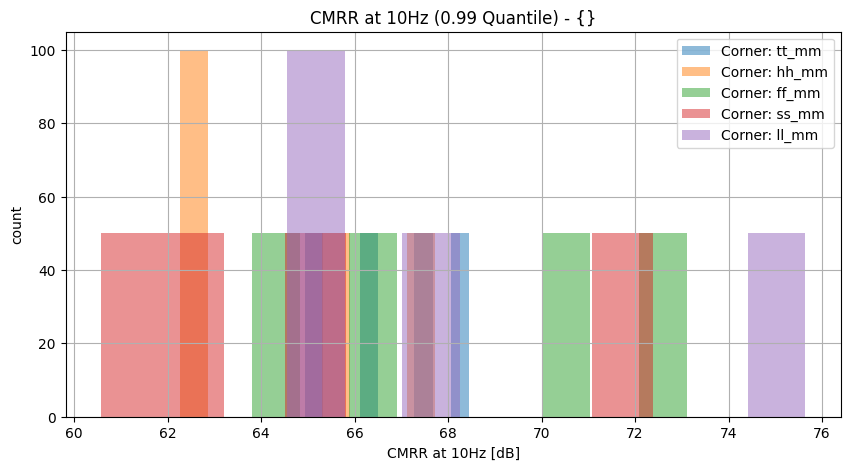 CMRR at 10Hz (0.99 Quantile) - {}
100
80
60
40
20
0
count
Corner: tt_mm
Corner: hh_mm
Corner: ff_mm
Corner: ss_mm
Corner: ll_mm
60 62 64 66 68 70 72 74 76
CMRR at 10Hz [dB]